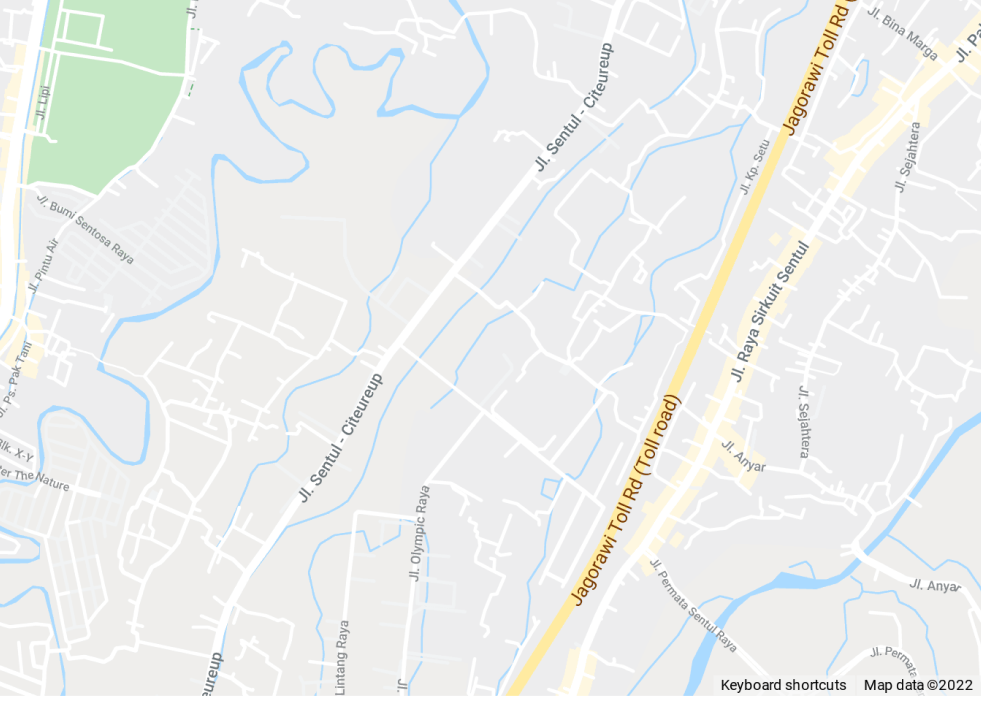 Jl. Bina Marga
Jagorawi Toll Rd
Jl. Sentul - Citeureup
Jl. Lipi
Jl. Kp. Setu
Jl. Sejahtera
Jl. Bumi Sentosa Raya
Jl. Pintu Air
Jl. Raya Sirkuit Sentul
Jl. Ps. Pak Tani
Jl. Sentul - Citeureup
Jl. Sejahtera
Jl. Anyar
Blk. X-Y
The Nature
Jagorawi Toll Rd (Toll road)
Jl. Olympic Raya
Jl. Permata Sentul Raya
Jl. Anyar
Lintang Raya
Jl. Permata
Keyboard shortcuts Map data ©2022